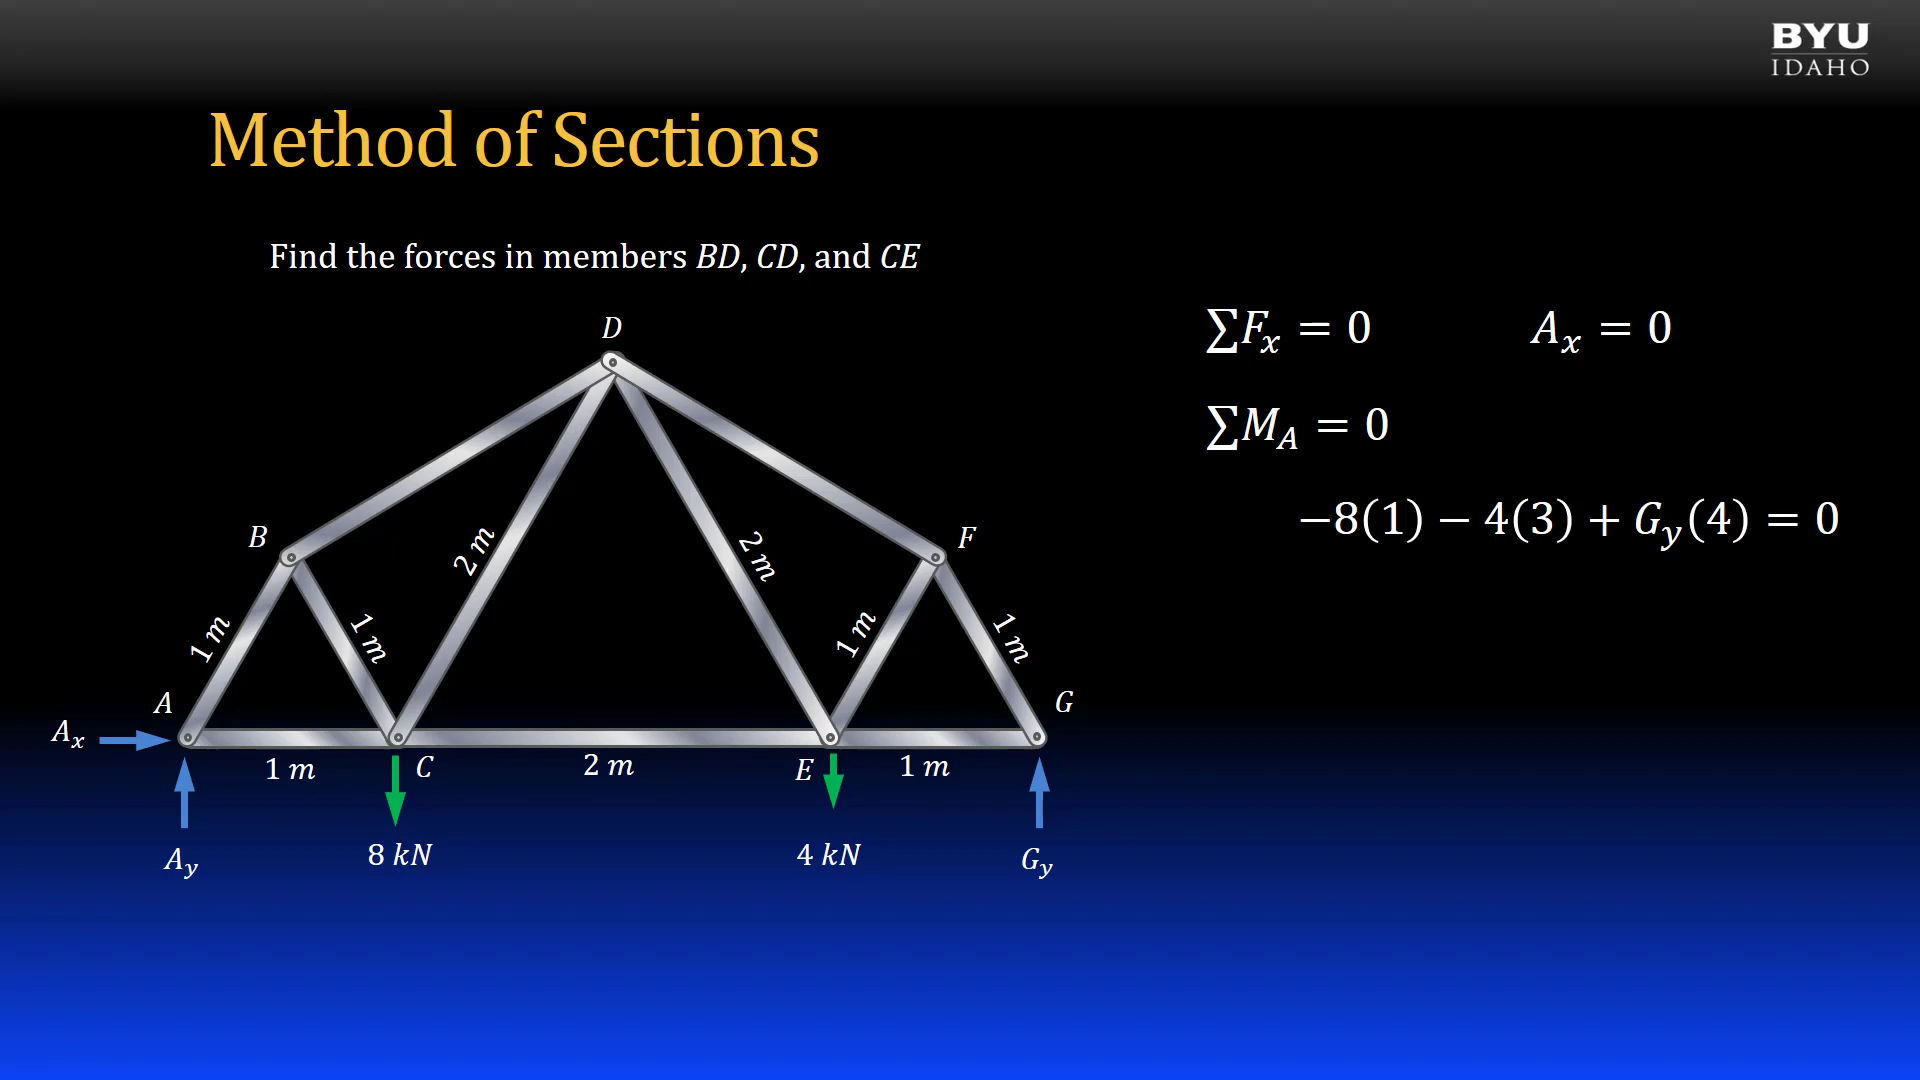 BYU
IDAHO
Method of Sections
Find the forces in members BD, CD, and CE
∑Fₓ = 0
Aₓ = 0
∑M_A = 0
−8(1) − 4(3) + G_y(4) = 0
D
B
F
2 m
2 m
1 m
1 m
1 m
1 m
A
G
Aₓ
1 m
C
2 m
E
1 m
A_y
8 kN
4 kN
G_y